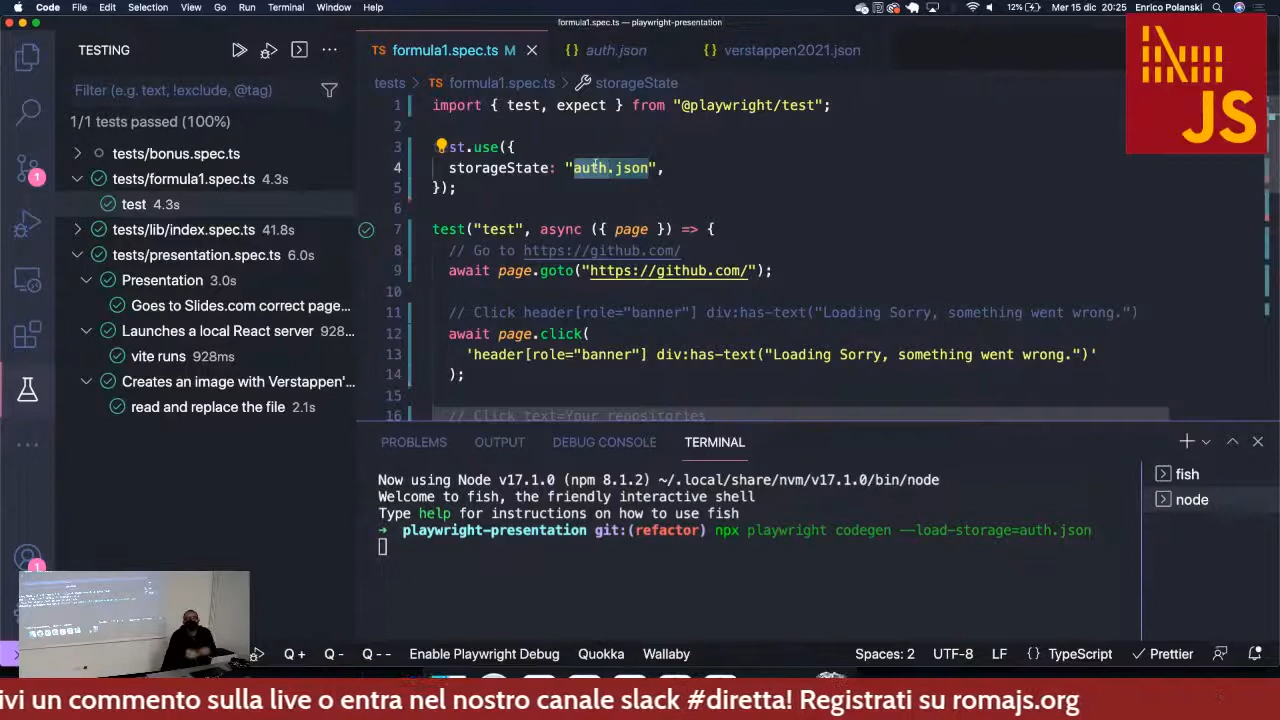 Code File Edit Selection View Go Run Terminal Window Help 12% Mer 15 dic 20:25 Enrico Polanski
formula1.spec.ts — playwright-presentation
TESTING
formula1.spec.ts M
auth.json
verstappen2021.json
JS
tests > TS formula1.spec.ts > storageState
Filter (e.g. text, !exclude, @tag)
1/1 tests passed (100%)
tests/bonus.spec.ts
tests/formula1.spec.ts 4.3s
test 4.3s
tests/lib/index.spec.ts 41.8s
tests/presentation.spec.ts 6.0s
Presentation 3.0s
Goes to Slides.com correct page...
Launches a local React server 928...
vite runs 928ms
Creates an image with Verstappen'...
read and replace the file 2.1s
1 import { test, expect } from "@playwright/test";
2
3 st.use({
4 storageState: "auth.json",
5 });
6
7 test("test", async ({ page }) => {
8 // Go to https://github.com/
9 await page.goto("https://github.com/");
10
11 // Click header[role="banner"] div:has-text("Loading Sorry, something went wrong.")
12 await page.click(
13 'header[role="banner"] div:has-text("Loading Sorry, something went wrong.")'
14 );
15
16 // Click text=Your repositories
PROBLEMS OUTPUT DEBUG CONSOLE TERMINAL
Now using Node v17.1.0 (npm 8.1.2) ~/.local/share/nvm/v17.1.0/bin/node
Welcome to fish, the friendly interactive shell
Type help for instructions on how to use fish
➜ playwright-presentation git:(refactor) npx playwright codegen --load-storage=auth.json
fish
node
1
1
Q + Q - Q -- Enable Playwright Debug Quokka Wallaby Spaces: 2 UTF-8 LF {} TypeScript Prettier
ivi un commento sulla live o entra nel nostro canale slack #diretta! Registrati su romajs.org